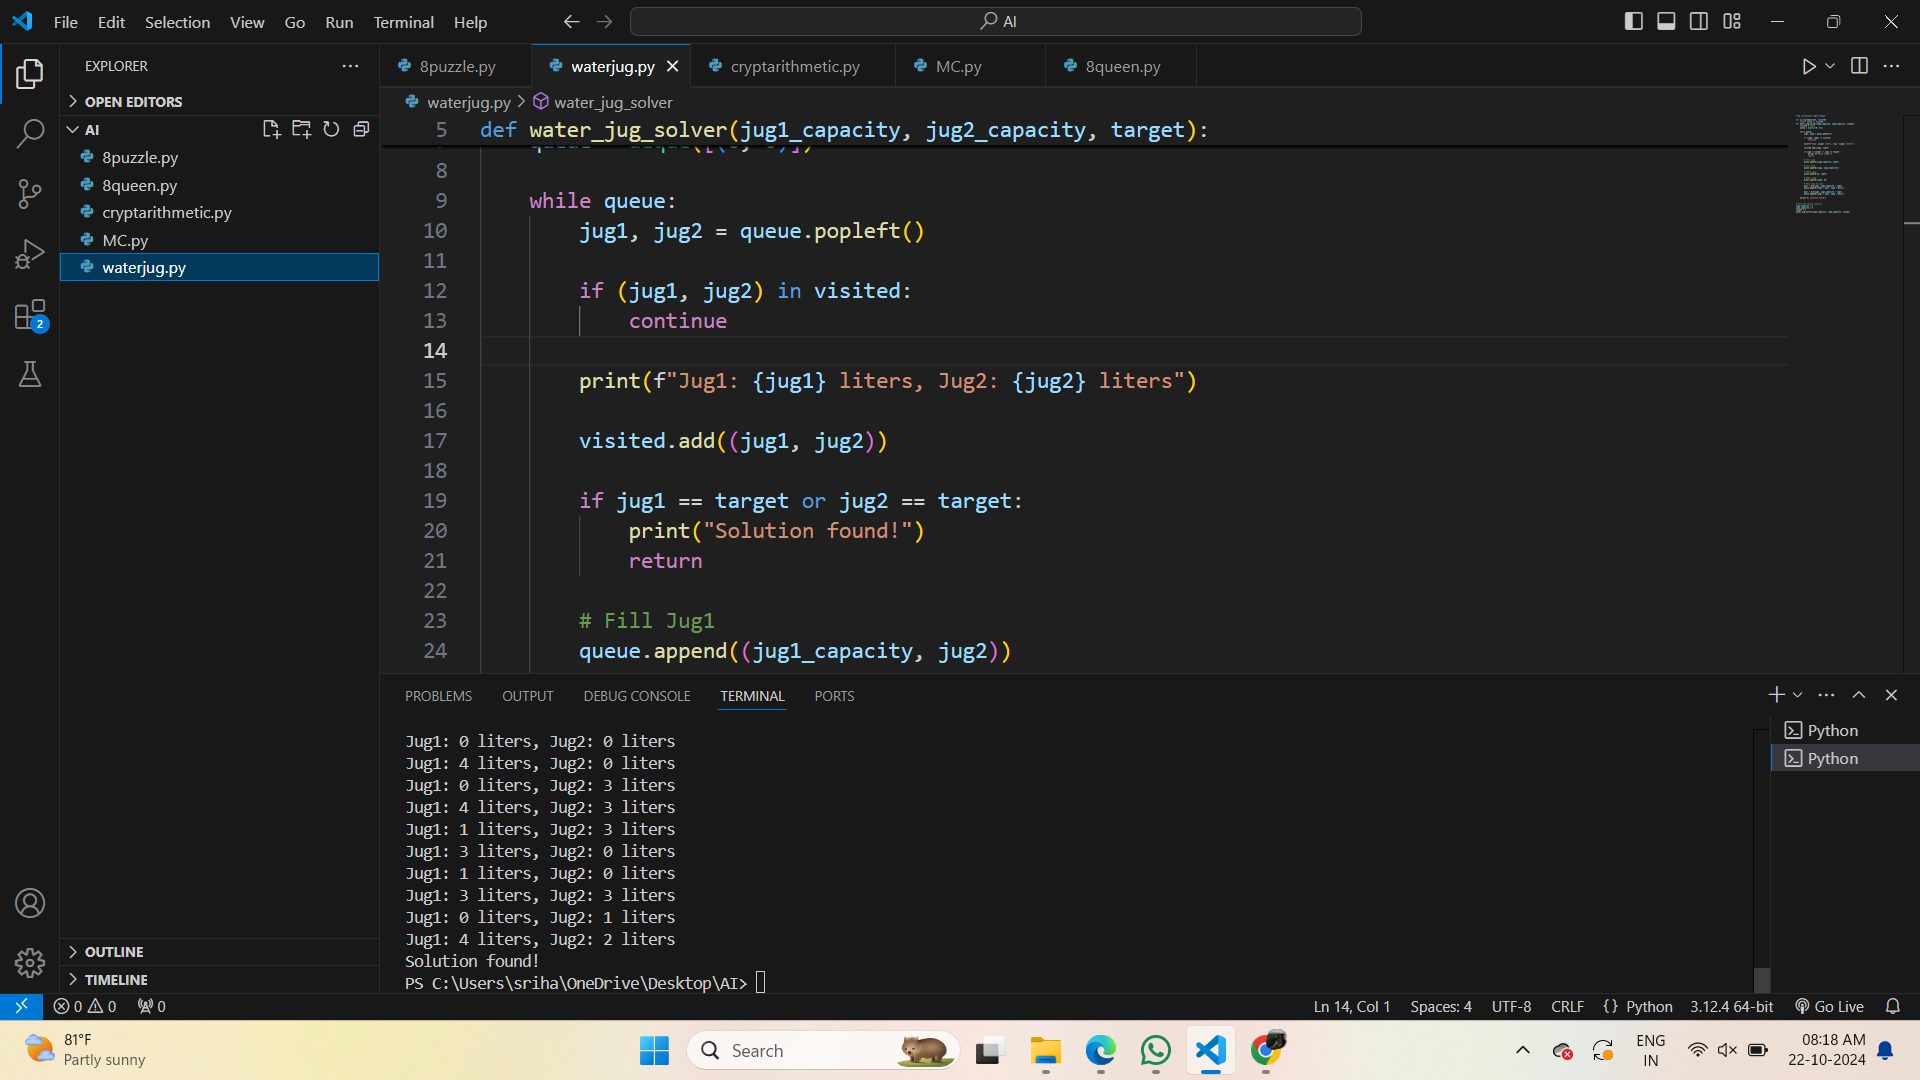 File Edit Selection View Go Run Terminal Help
AI
EXPLORER
OPEN EDITORS
AI
8puzzle.py
8queen.py
cryptarithmetic.py
MC.py
waterjug.py
2
OUTLINE
TIMELINE
8puzzle.py waterjug.py cryptarithmetic.py MC.py 8queen.py
waterjug.py > water_jug_solver
5 def water_jug_solver(jug1_capacity, jug2_capacity, target):
8
9 while queue:
10 jug1, jug2 = queue.popleft()
11
12 if (jug1, jug2) in visited:
13 continue
14
15 print(f"Jug1: {jug1} liters, Jug2: {jug2} liters")
16
17 visited.add((jug1, jug2))
18
19 if jug1 == target or jug2 == target:
20 print("Solution found!")
21 return
22
23 # Fill Jug1
24 queue.append((jug1_capacity, jug2))
PROBLEMS OUTPUT DEBUG CONSOLE TERMINAL PORTS
Jug1: 0 liters, Jug2: 0 liters
Jug1: 4 liters, Jug2: 0 liters
Jug1: 0 liters, Jug2: 3 liters
Jug1: 4 liters, Jug2: 3 liters
Jug1: 1 liters, Jug2: 3 liters
Jug1: 3 liters, Jug2: 0 liters
Jug1: 1 liters, Jug2: 0 liters
Jug1: 3 liters, Jug2: 3 liters
Jug1: 0 liters, Jug2: 1 liters
Jug1: 4 liters, Jug2: 2 liters
Solution found!
PS C:\Users\sriha\OneDrive\Desktop\AI>
Python
Python
0 0 0 Ln 14, Col 1 Spaces: 4 UTF-8 CRLF {} Python 3.12.4 64-bit Go Live
81°F
Partly sunny
Search
ENG
IN
08:18 AM
22-10-2024